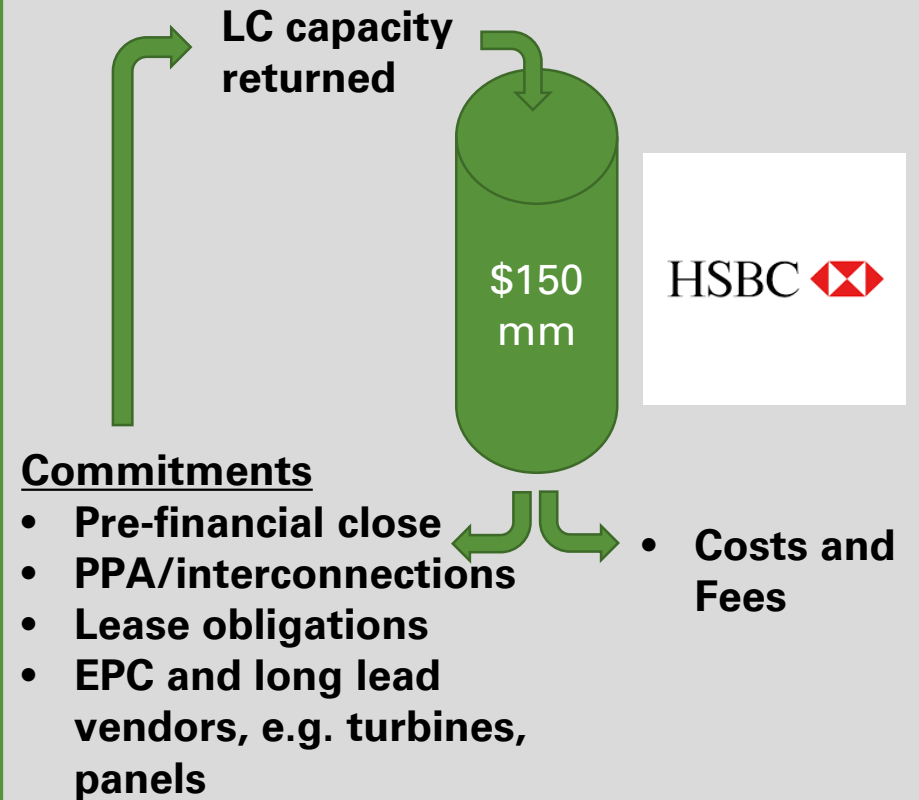 LC capacity
returned
$150
mm
HSBC
Commitments
• Pre-financial close
• PPA/interconnections
• Lease obligations
• EPC and long lead
vendors, e.g. turbines,
panels
• Costs and
Fees